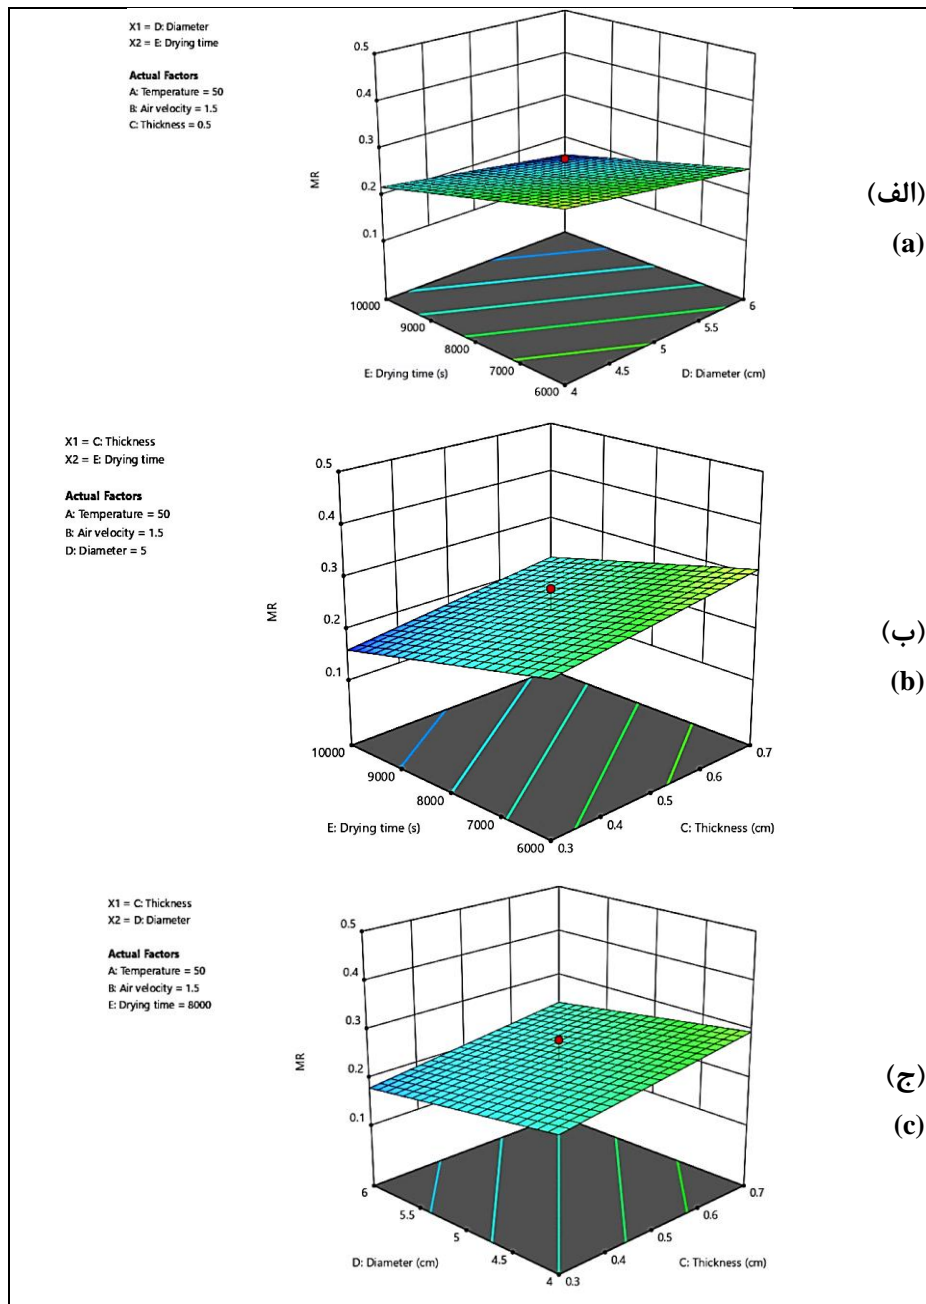 X1 = D: Diameter
X2 = E: Drying time
Actual Factors
A: Temperature = 50
B: Air velocity = 1.5
C: Thickness = 0.5
0.5
0.4
0.3
0.2
0.1
MR
10000
9000
8000
7000
6000
E: Drying time (s)
4
4.5
5
5.5
6
D: Diameter (cm)
(الف)
(a)
X1 = C: Thickness
X2 = E: Drying time
Actual Factors
A: Temperature = 50
B: Air velocity = 1.5
D: Diameter = 5
0.5
0.4
0.3
0.2
0.1
MR
10000
9000
8000
7000
6000
E: Drying time (s)
0.3
0.4
0.5
0.6
0.7
C: Thickness (cm)
(ب)
(b)
X1 = C: Thickness
X2 = D: Diameter
Actual Factors
A: Temperature = 50
B: Air velocity = 1.5
E: Drying time = 8000
0.5
0.4
0.3
0.2
0.1
MR
6
5.5
5
4.5
4
D: Diameter (cm)
0.3
0.4
0.5
0.6
0.7
C: Thickness (cm)
(ج)
(c)